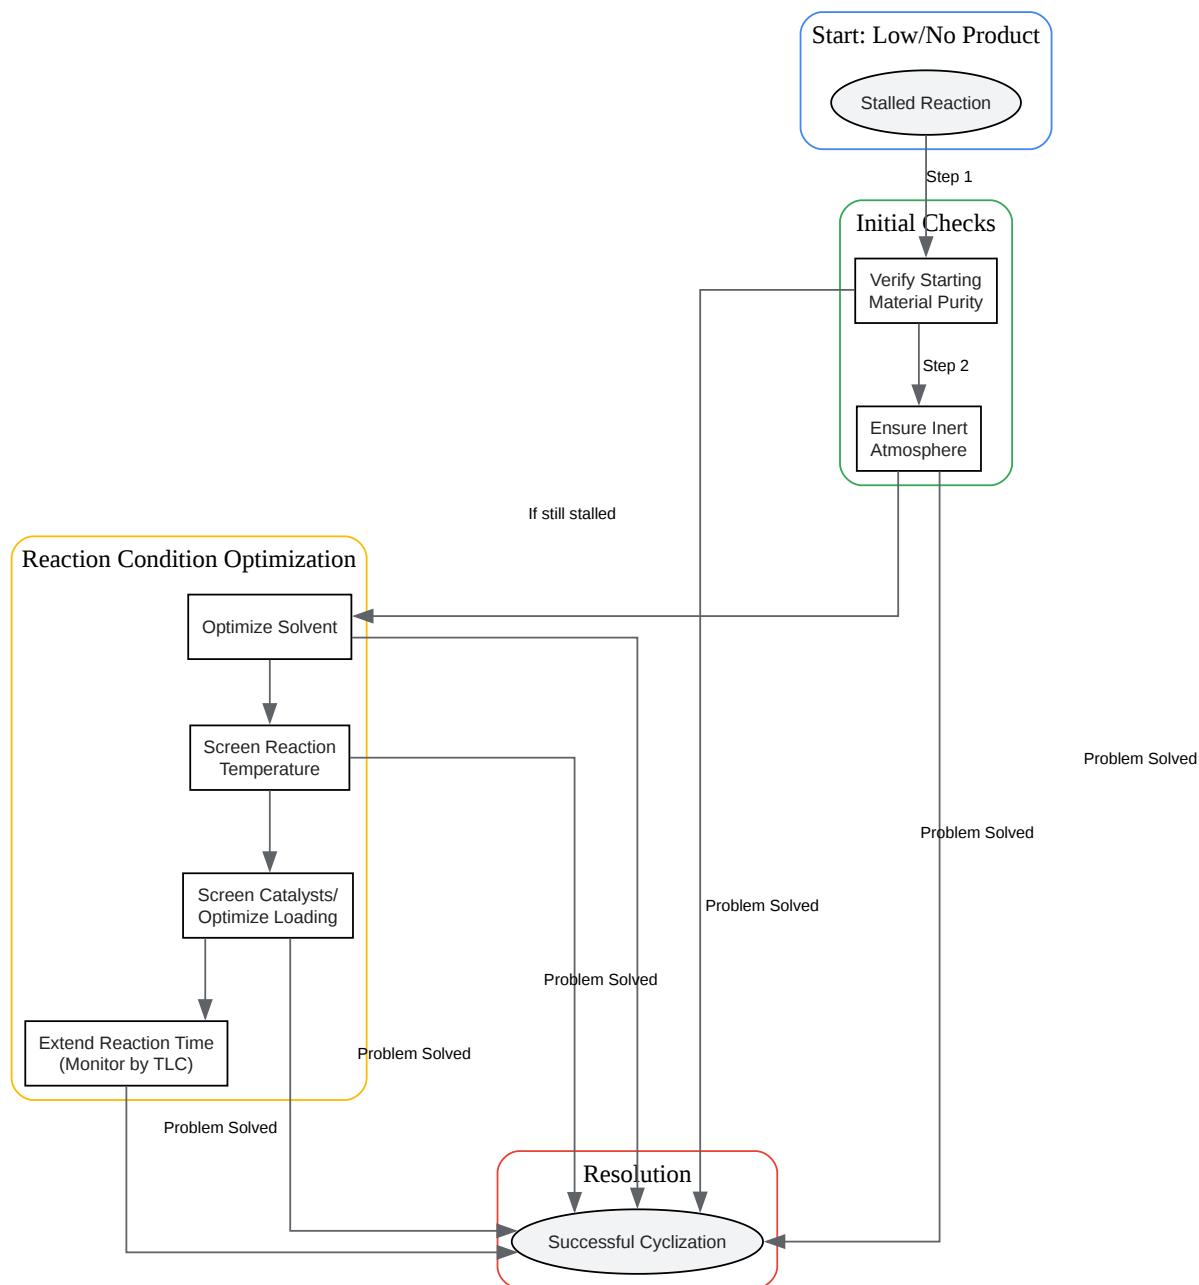 Start: Low/No Product
Stalled Reaction
Step 1
Initial Checks
Verify Starting
Material Purity
Step 2
Ensure Inert
Atmosphere
If still stalled
Reaction Condition Optimization
Optimize Solvent
Screen Reaction
Temperature
Problem Solved
Problem Solved
Screen Catalysts/
Optimize Loading
Problem Solved
Problem Solved
Extend Reaction Time
(Monitor by TLC)
Problem Solved
Problem Solved
Resolution
Successful Cyclization